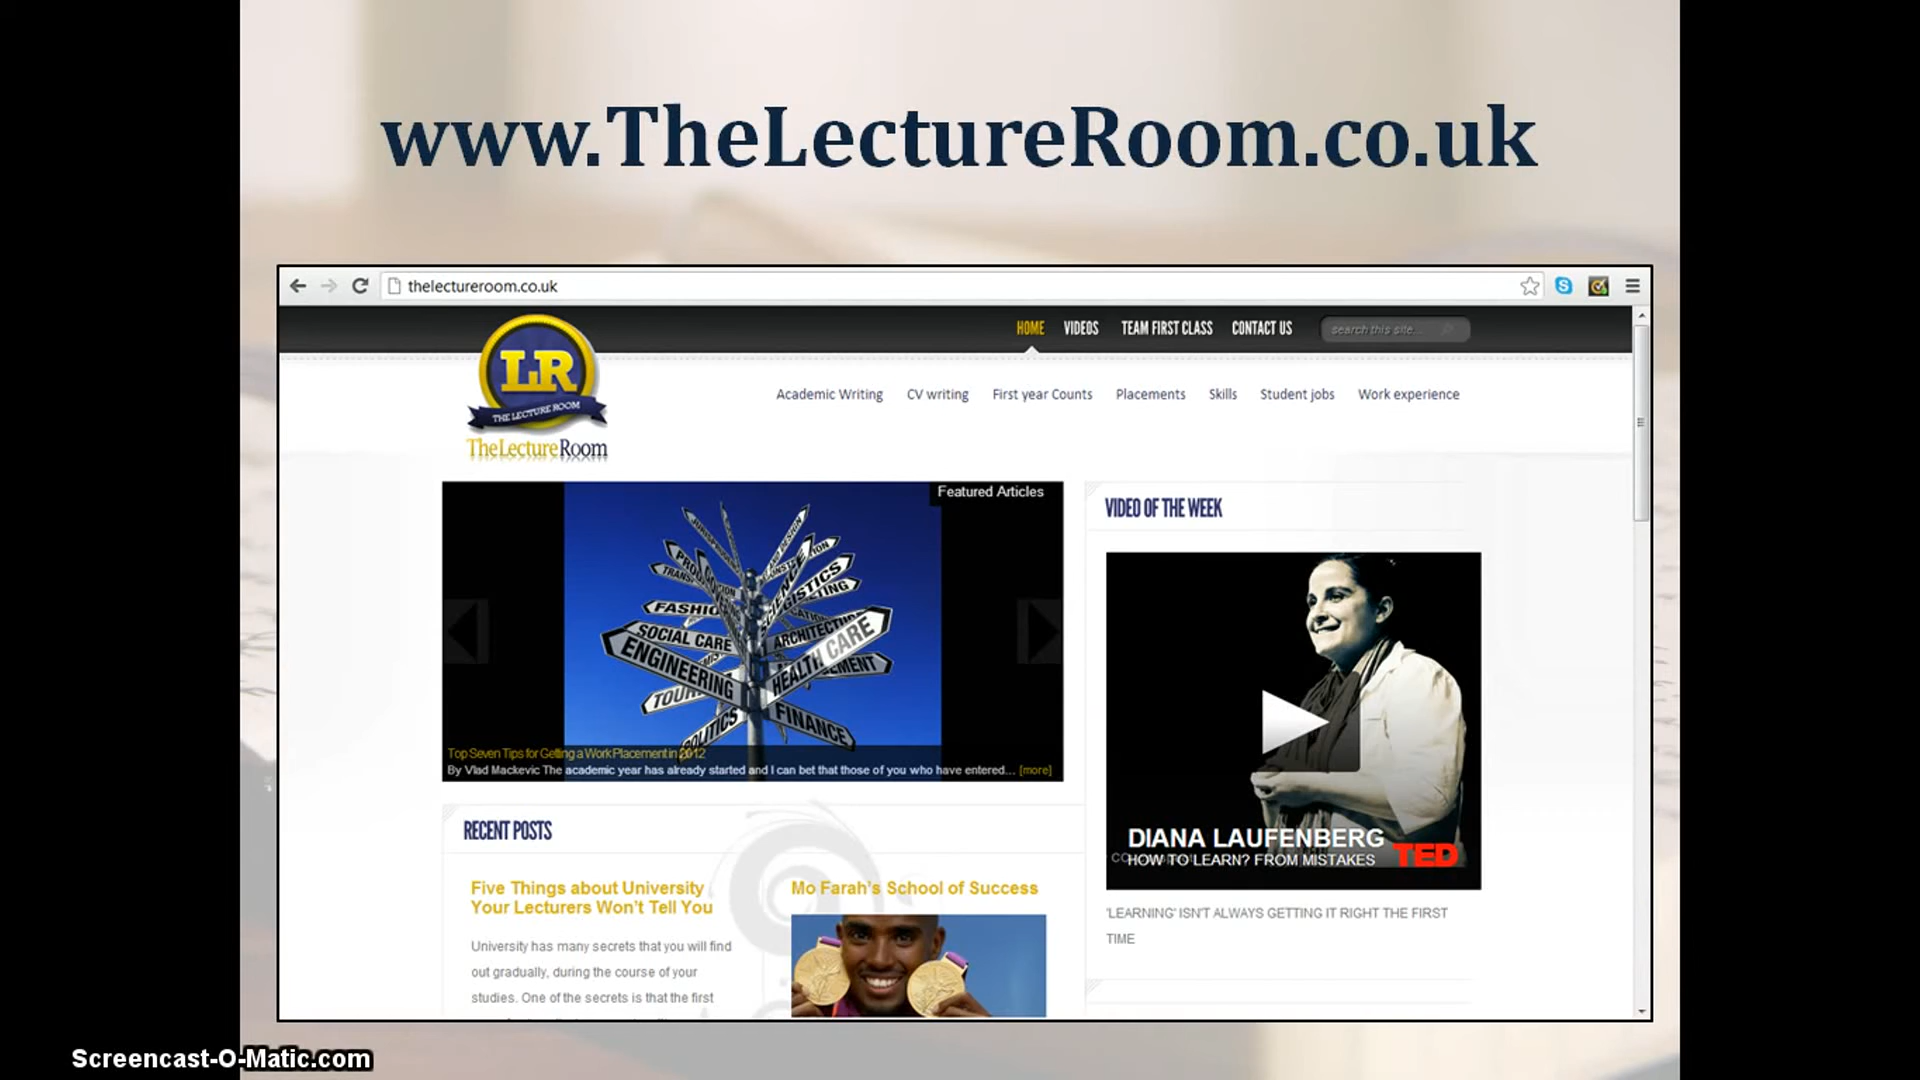 www.TheLectureRoom.co.uk
thelectureroom.co.uk
HOME VIDEOS TEAM FIRST CLASS CONTACT US search this site...
LR
THE LECTURE ROOM
TheLectureRoom
Academic Writing CV writing First year Counts Placements Skills Student jobs Work experience
Featured Articles
FASHION
SOCIAL CARE
ENGINEERING
ARCHITECTURE
HEALTH CARE
FINANCE
POLITICS
Top Seven Tips for Getting a Work Placement in 2012
By Vlad Mackevic The academic year has already started and I can bet that those of you who have entered... [more]
VIDEO OF THE WEEK
DIANA LAUFENBERG
HOW TO LEARN? FROM MISTAKES
TED
'LEARNING' ISN'T ALWAYS GETTING IT RIGHT THE FIRST
TIME
RECENT POSTS
Five Things about University
Your Lecturers Won't Tell You
University has many secrets that you will find
out gradually, during the course of your
studies. One of the secrets is that the first
Mo Farah's School of Success
Screencast-O-Matic.com